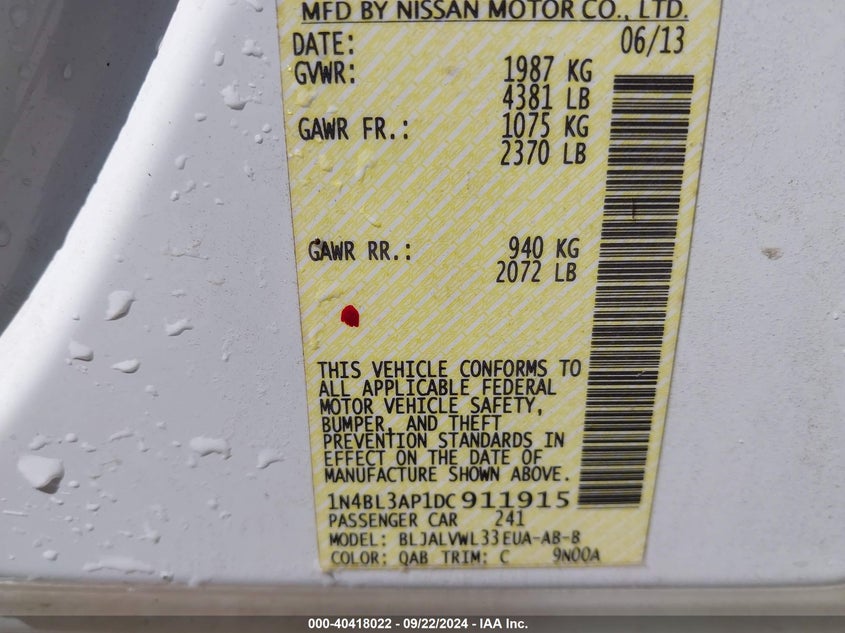 MFD BY NISSAN MOTOR CO., LTD.
DATE: 06/13
GVWR: 1987 KG
4381 LB
GAWR FR.: 1075 KG
2370 LB
GAWR RR.: 940 KG
2072 LB
THIS VEHICLE CONFORMS TO
ALL APPLICABLE FEDERAL
MOTOR VEHICLE SAFETY,
BUMPER, AND THEFT
PREVENTION STANDARDS IN
EFFECT ON THE DATE OF
MANUFACTURE SHOWN ABOVE.
1N4BL3AP1DC911915
PASSENGER CAR 241
MODEL: BLJALVWL33EUA-AB-B
COLOR: QAB TRIM: C 9N00A
000-40418022 - 09/22/2024 - IAA Inc.